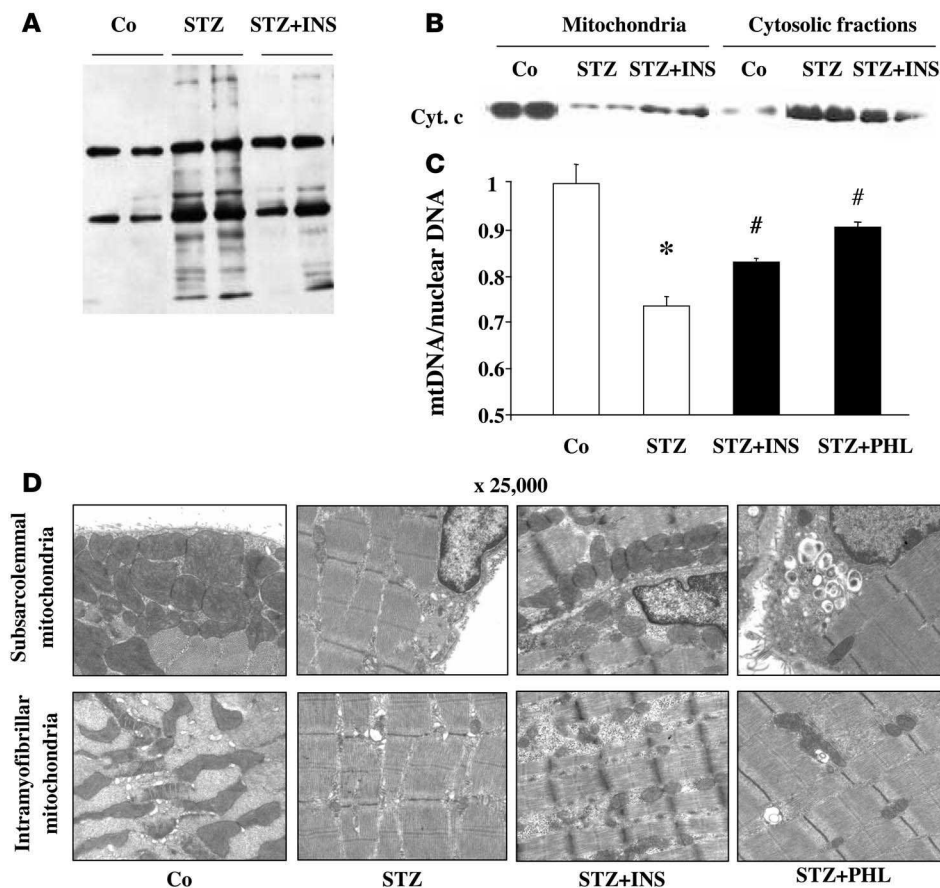 A
Co STZ STZ+INS
B
Mitochondria Cytosolic fractions
Co STZ STZ+INS Co STZ STZ+INS
Cyt. c
C
mtDNA/nuclear DNA
1
0.9
0.8
0.7
0.6
0.5
*
#
#
Co STZ STZ+INS STZ+PHL
D
x 25,000
Subsarcolemmal
mitochondria
Intramyofibrillar
mitochondria
Co STZ STZ+INS STZ+PHL